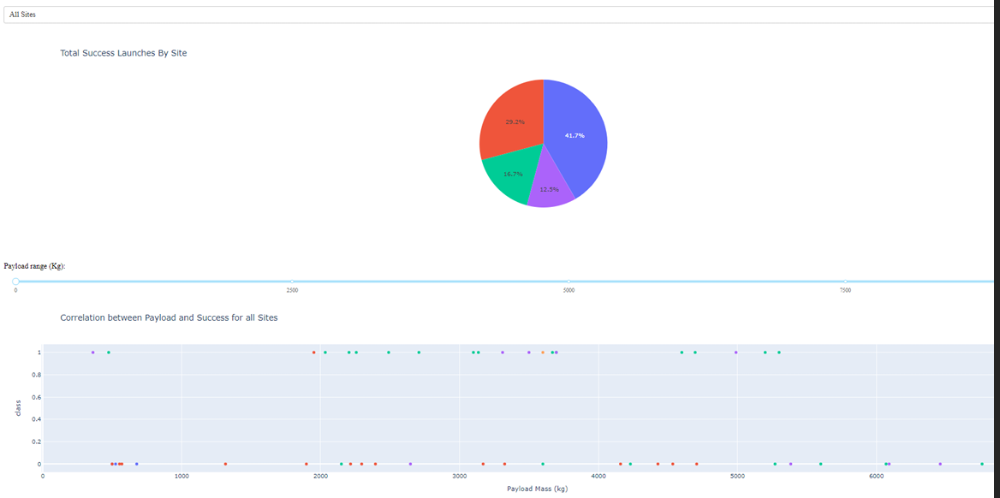 All Sites
Total Success Launches By Site
29.2%
41.7%
16.7%
12.5%
Payload range (Kg):
0 2500 5000 7500
Correlation between Payload and Success for all Sites
1
0.8
0.6
0.4
0.2
0
class
0 1000 2000 3000 4000 5000 6000
Payload Mass (kg)